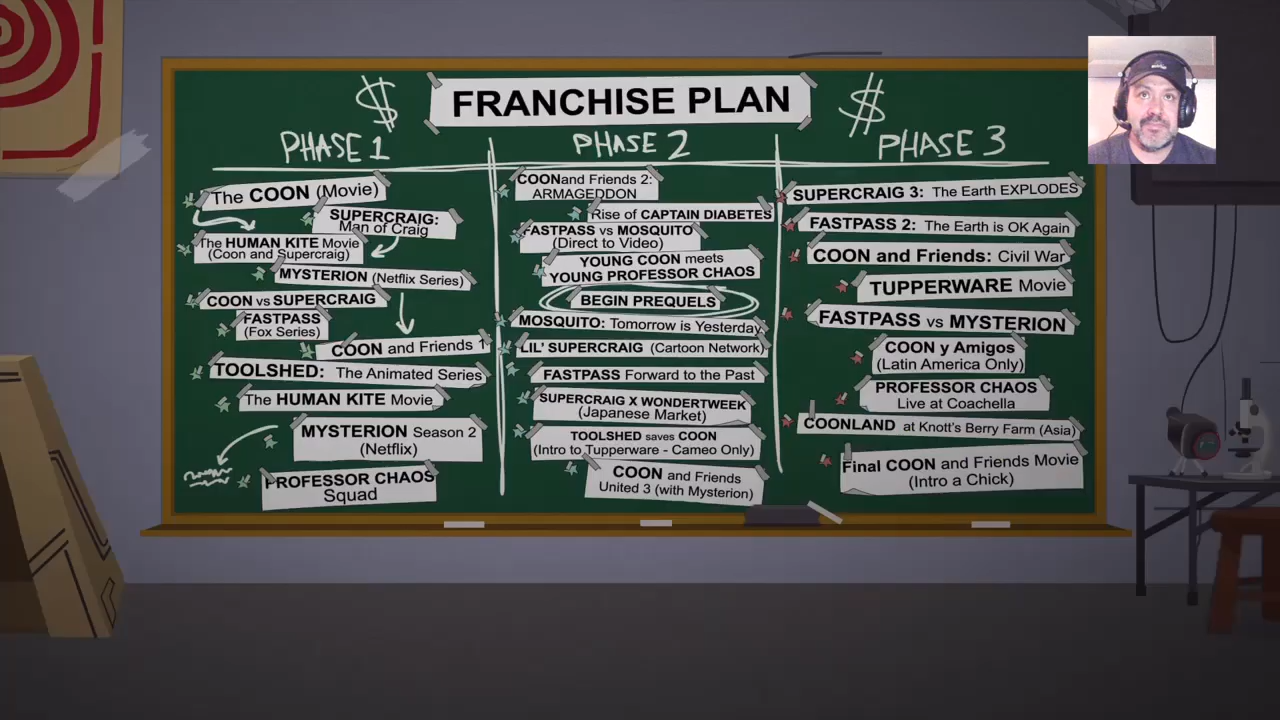 FRANCHISE PLAN
PHASE 1
The COON (Movie)
SUPERCRAIG:
Man of Craig
The HUMAN KITE Movie
(Coon and Supercraig)
MYSTERION (Netflix Series)
COON vs SUPERCRAIG
FASTPASS
(Fox Series)
COON and Friends 1
TOOLSHED: The Animated Series
The HUMAN KITE Movie
MYSTERION Season 2
(Netflix)
PROFESSOR CHAOS
Squad
PHASE 2
COON and Friends 2:
ARMAGEDDON
Rise of CAPTAIN DIABETES
FASTPASS vs MOSQUITO
(Direct to Video)
YOUNG COON meets
YOUNG PROFESSOR CHAOS
BEGIN PREQUELS
MOSQUITO: Tomorrow is Yesterday
LIL' SUPERCRAIG (Cartoon Network)
FASTPASS Forward to the Past
SUPERCRAIG X WONDERTWEEK
(Japanese Market)
TOOLSHED saves COON
(Intro to Tupperware - Cameo Only)
COON and Friends
United 3 (with Mysterion)
PHASE 3
SUPERCRAIG 3: The Earth EXPLODES
FASTPASS 2: The Earth is OK Again
COON and Friends: Civil War
TUPPERWARE Movie
FASTPASS vs MYSTERION
COON y Amigos
(Latin America Only)
PROFESSOR CHAOS
Live at Coachella
COONLAND at Knott's Berry Farm (Asia)
Final COON and Friends Movie
(Intro a Chick)